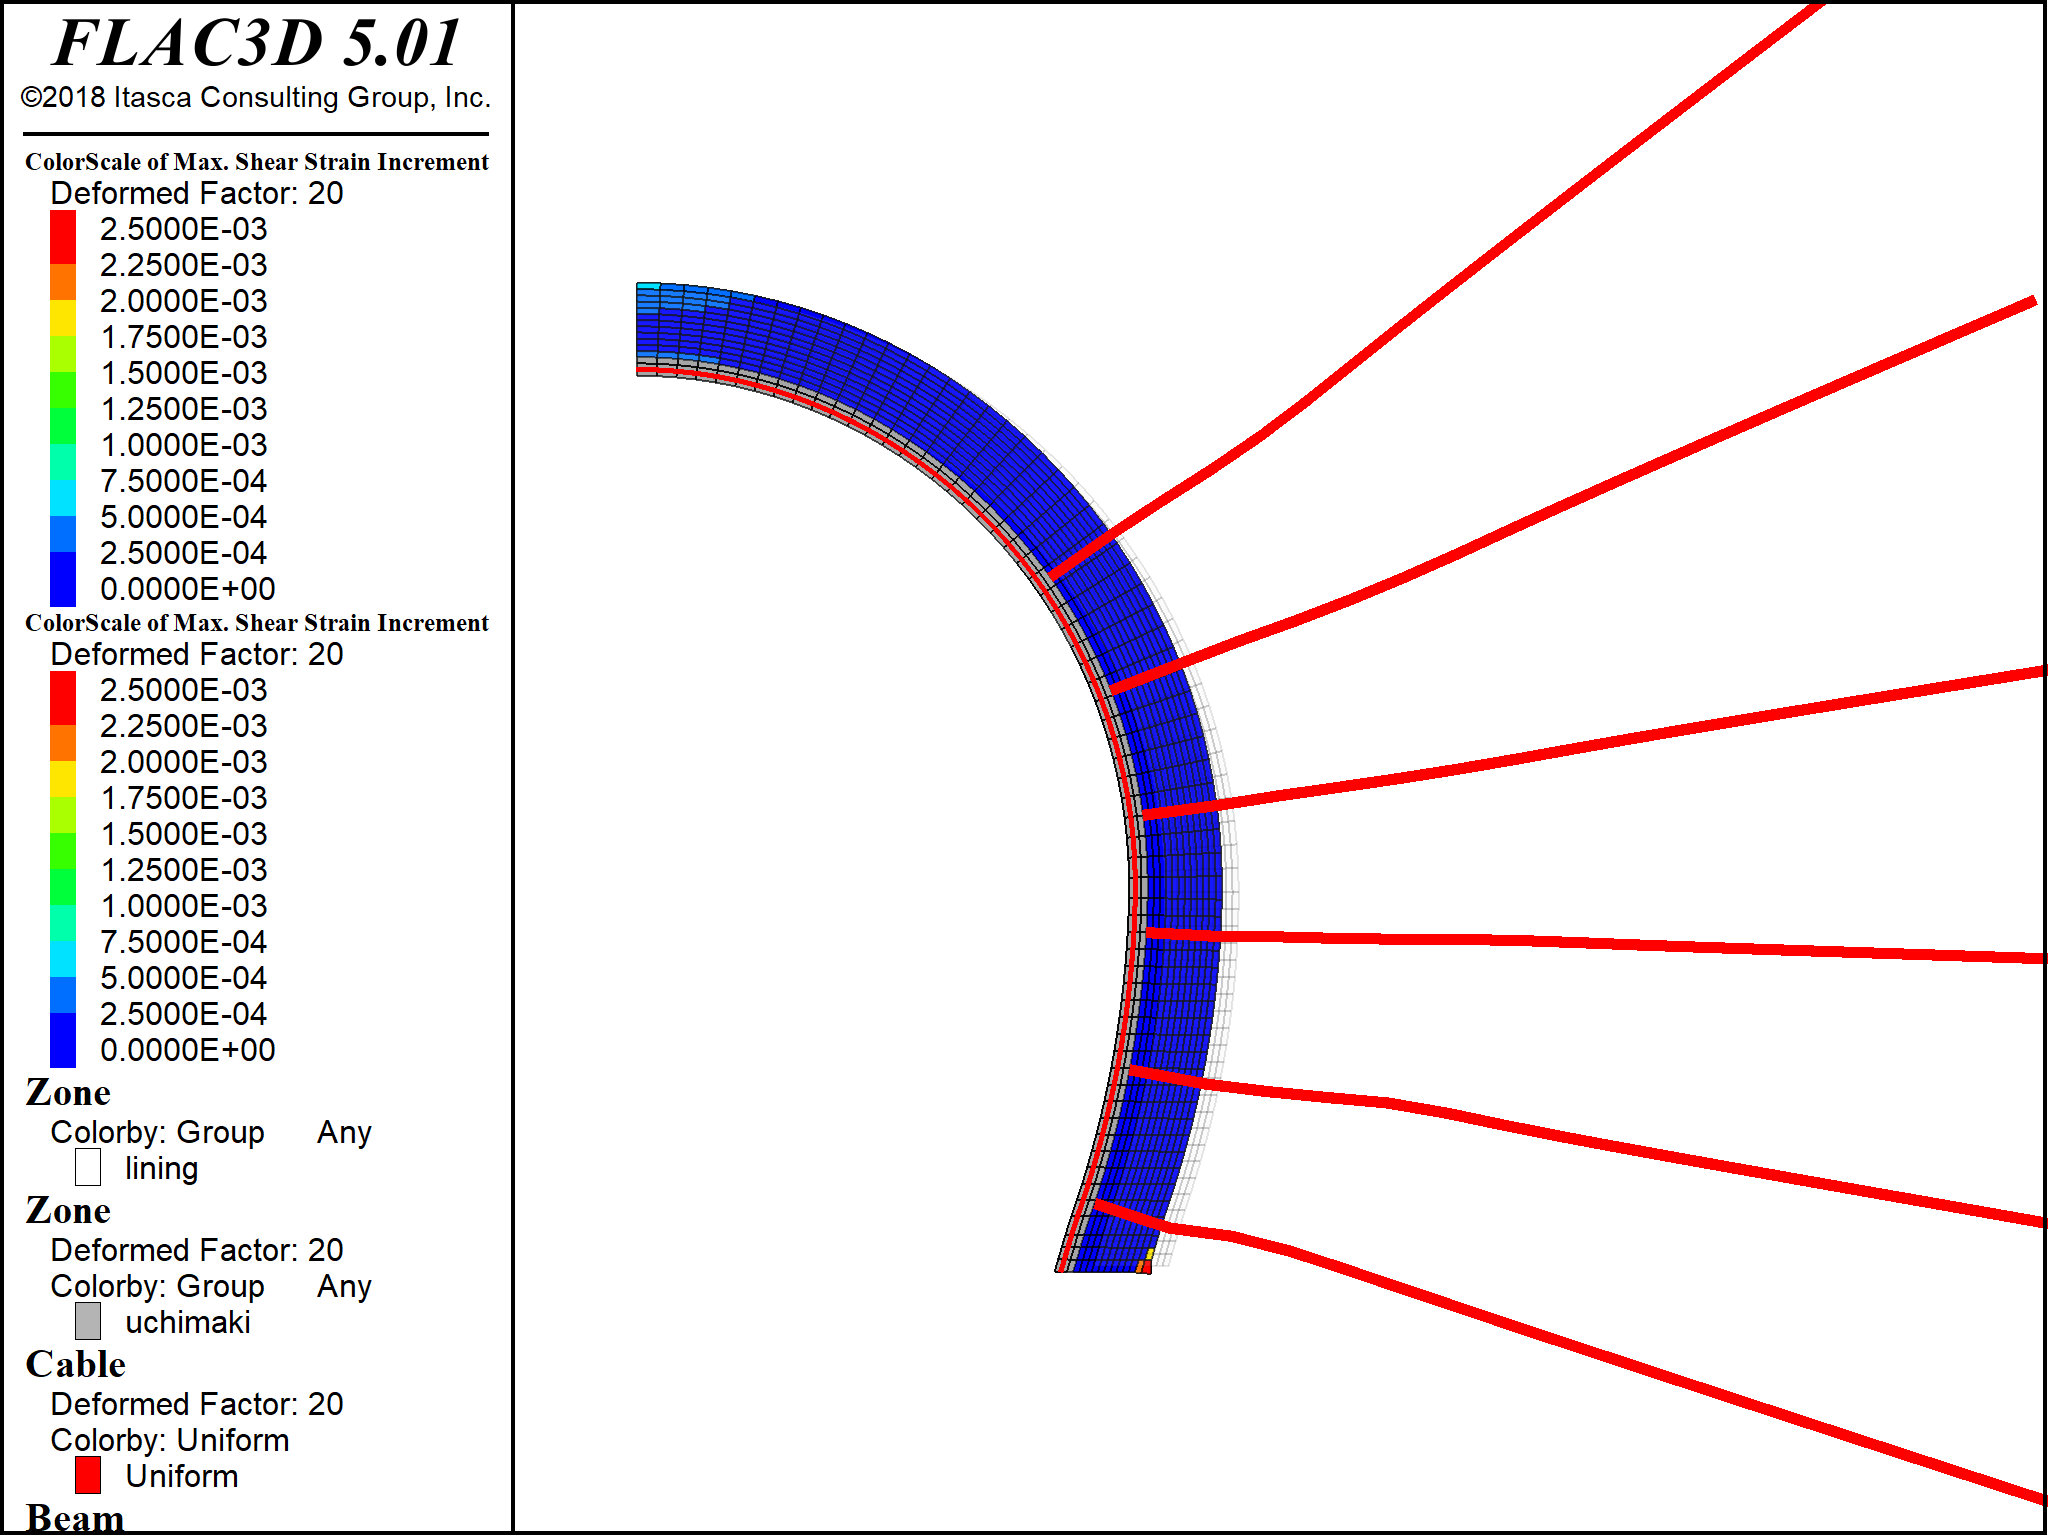 FLAC3D 5.01
©2018 Itasca Consulting Group, Inc.
ColorScale of Max. Shear Strain Increment
Deformed Factor: 20
2.5000E-03
2.2500E-03
2.0000E-03
1.7500E-03
1.5000E-03
1.2500E-03
1.0000E-03
7.5000E-04
5.0000E-04
2.5000E-04
0.0000E+00
ColorScale of Max. Shear Strain Increment
Deformed Factor: 20
2.5000E-03
2.2500E-03
2.0000E-03
1.7500E-03
1.5000E-03
1.2500E-03
1.0000E-03
7.5000E-04
5.0000E-04
2.5000E-04
0.0000E+00
Zone
Colorby: Group Any
lining
Zone
Deformed Factor: 20
Colorby: Group Any
uchimaki
Cable
Deformed Factor: 20
Colorby: Uniform
Uniform
Beam